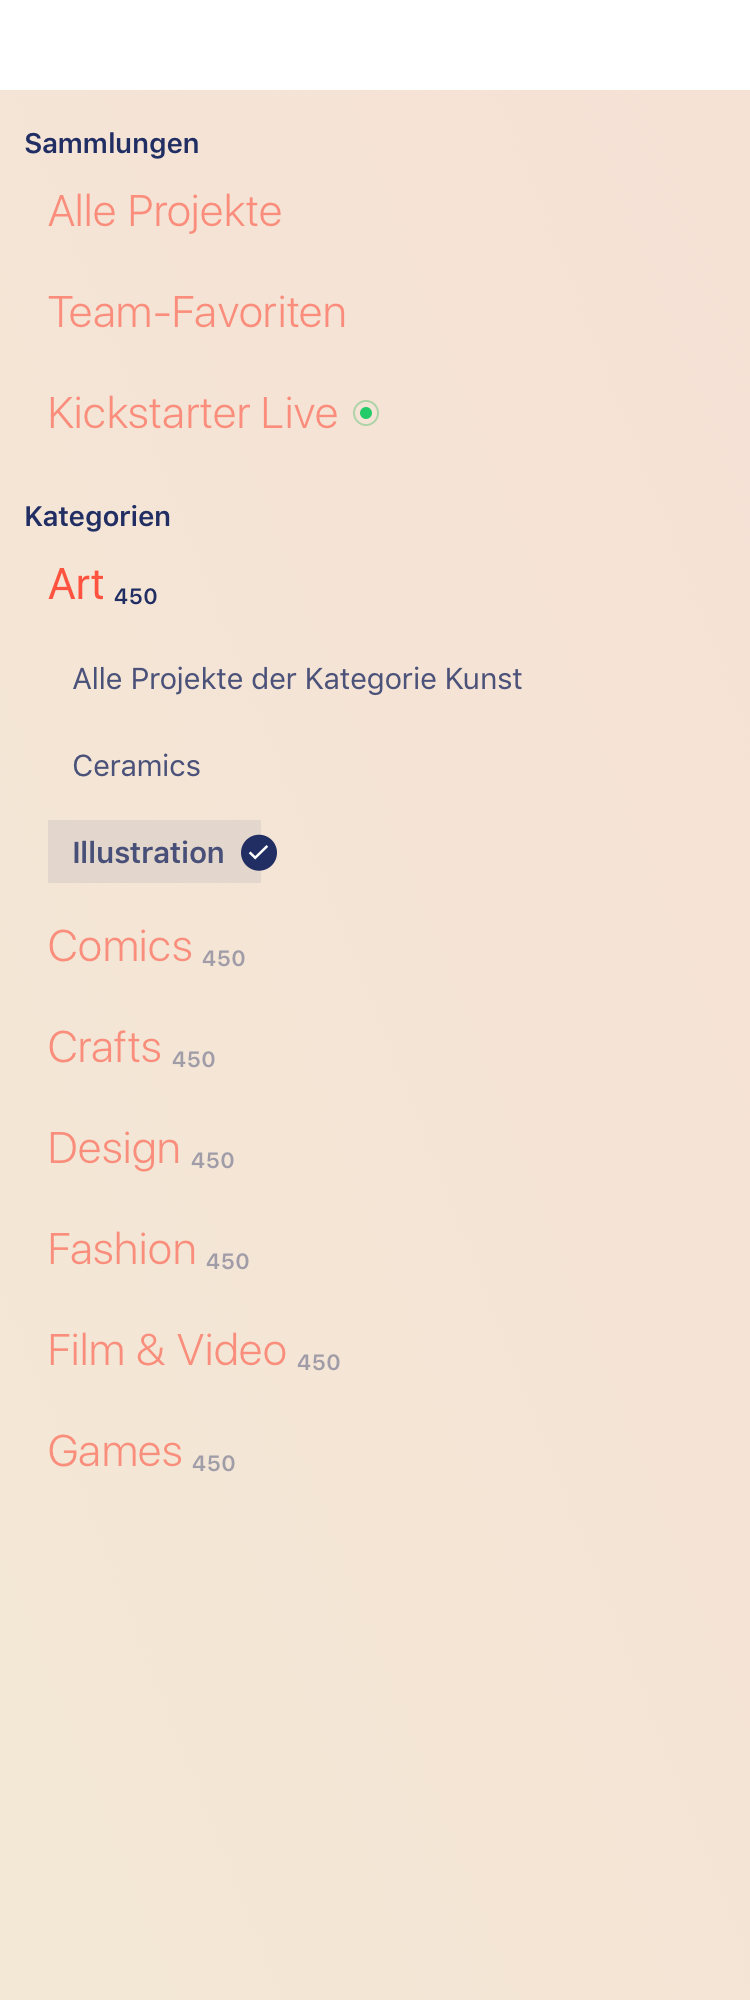 Sammlungen
Alle Projekte
Team-Favoriten
Kickstarter Live
Kategorien
Art 450
Alle Projekte der Kategorie Kunst
Ceramics
Illustration
Comics 450
Crafts 450
Design 450
Fashion 450
Film & Video 450
Games 450